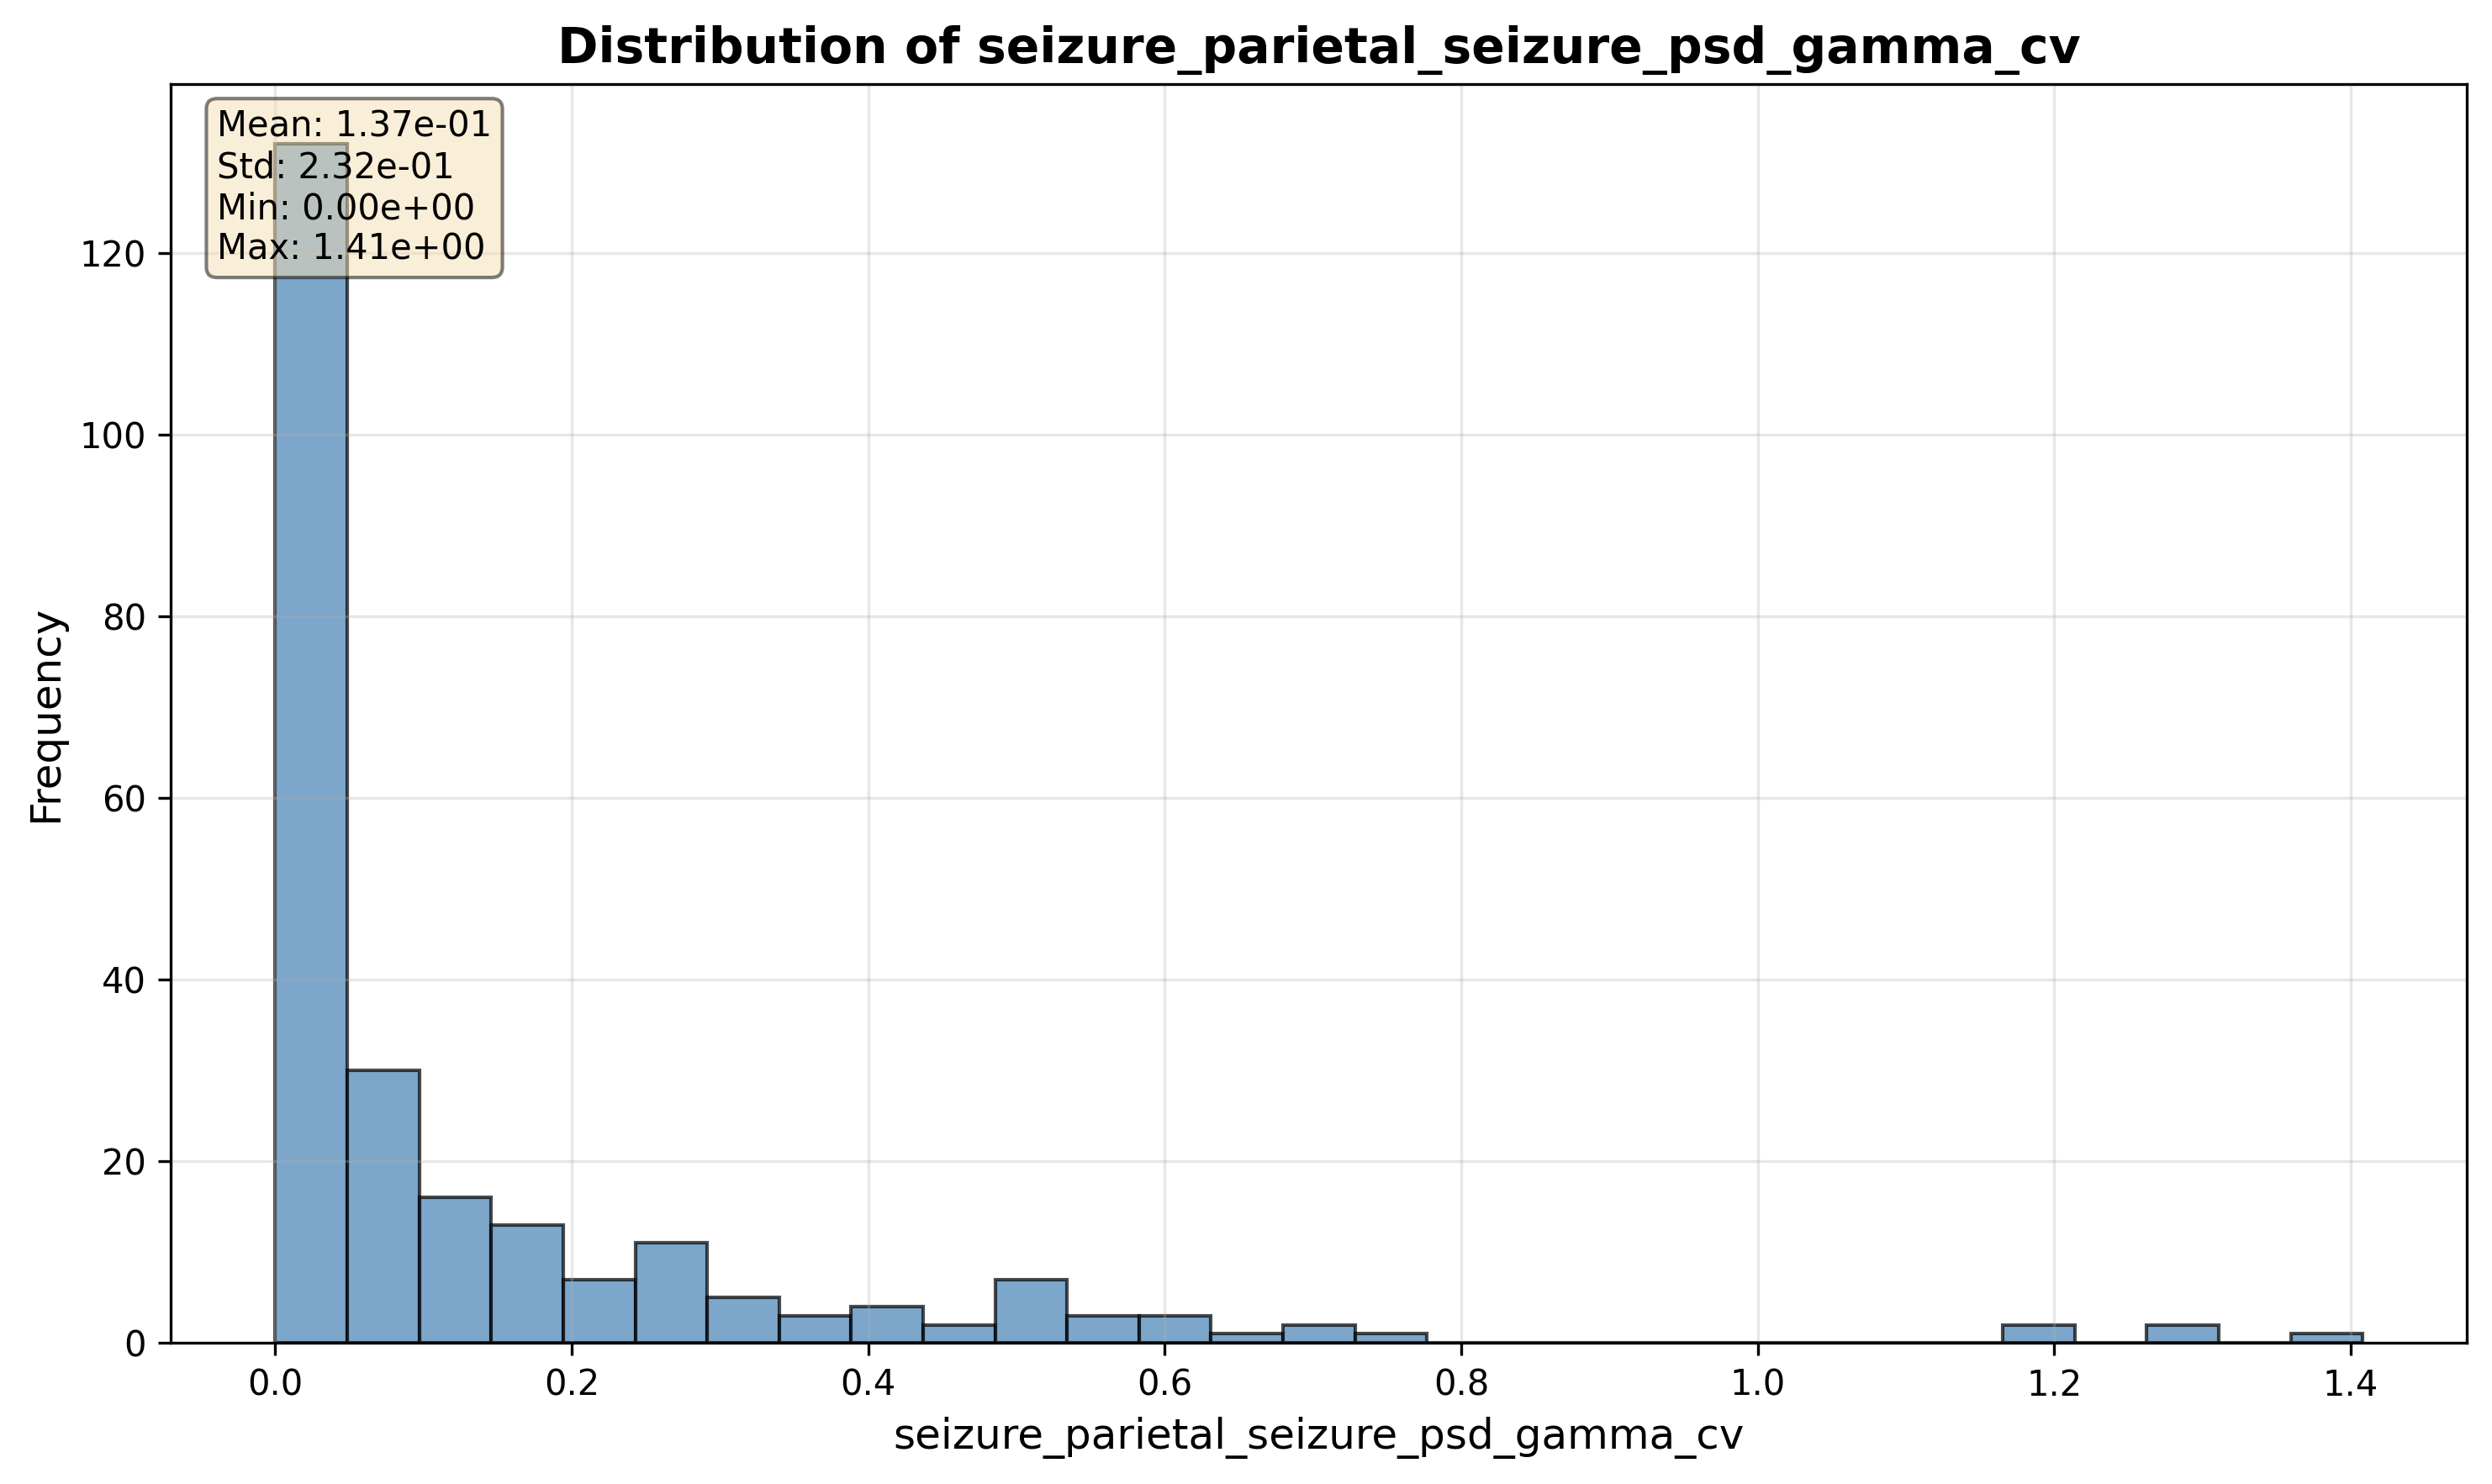 Distribution of seizure_parietal_seizure_psd_gamma_cv
Mean: 1.37e-01
Std: 2.32e-01
Min: 0.00e+00
Max: 1.41e+00
120
100
80
60
40
20
0
Frequency
0.0 0.2 0.4 0.6 0.8 1.0 1.2 1.4
seizure_parietal_seizure_psd_gamma_cv